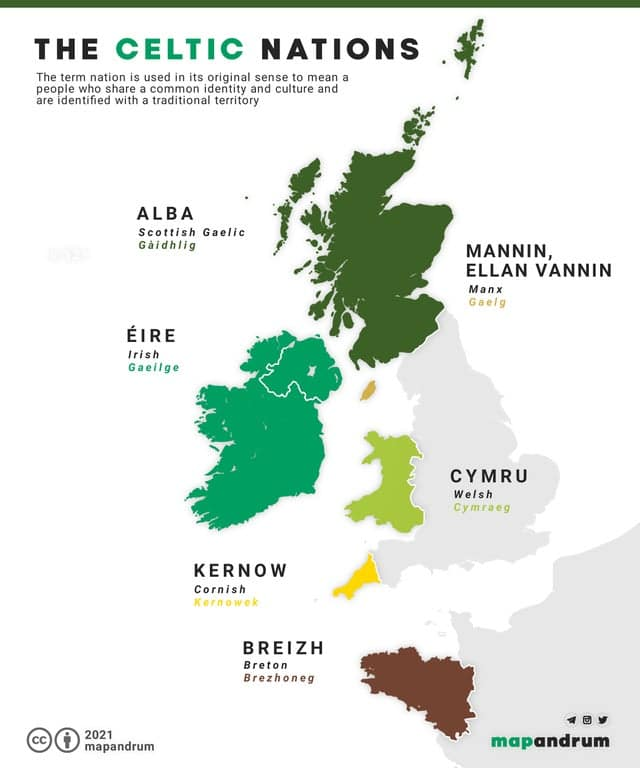 THE CELTIC NATIONS
The term nation is used in its original sense to mean a
people who share a common identity and culture and
are identified with a traditional territory
ALBA
Scottish Gaelic
Gàidhlig
MANNIN,
ELLAN VANNIN
Manx
Gaelg
ÉIRE
Irish
Gaeilge
CYMRU
Welsh
Cymraeg
KERNOW
Cornish
Kernowek
BREIZH
Breton
Brezhoneg
cc
2021
mapandrum
mapandrum